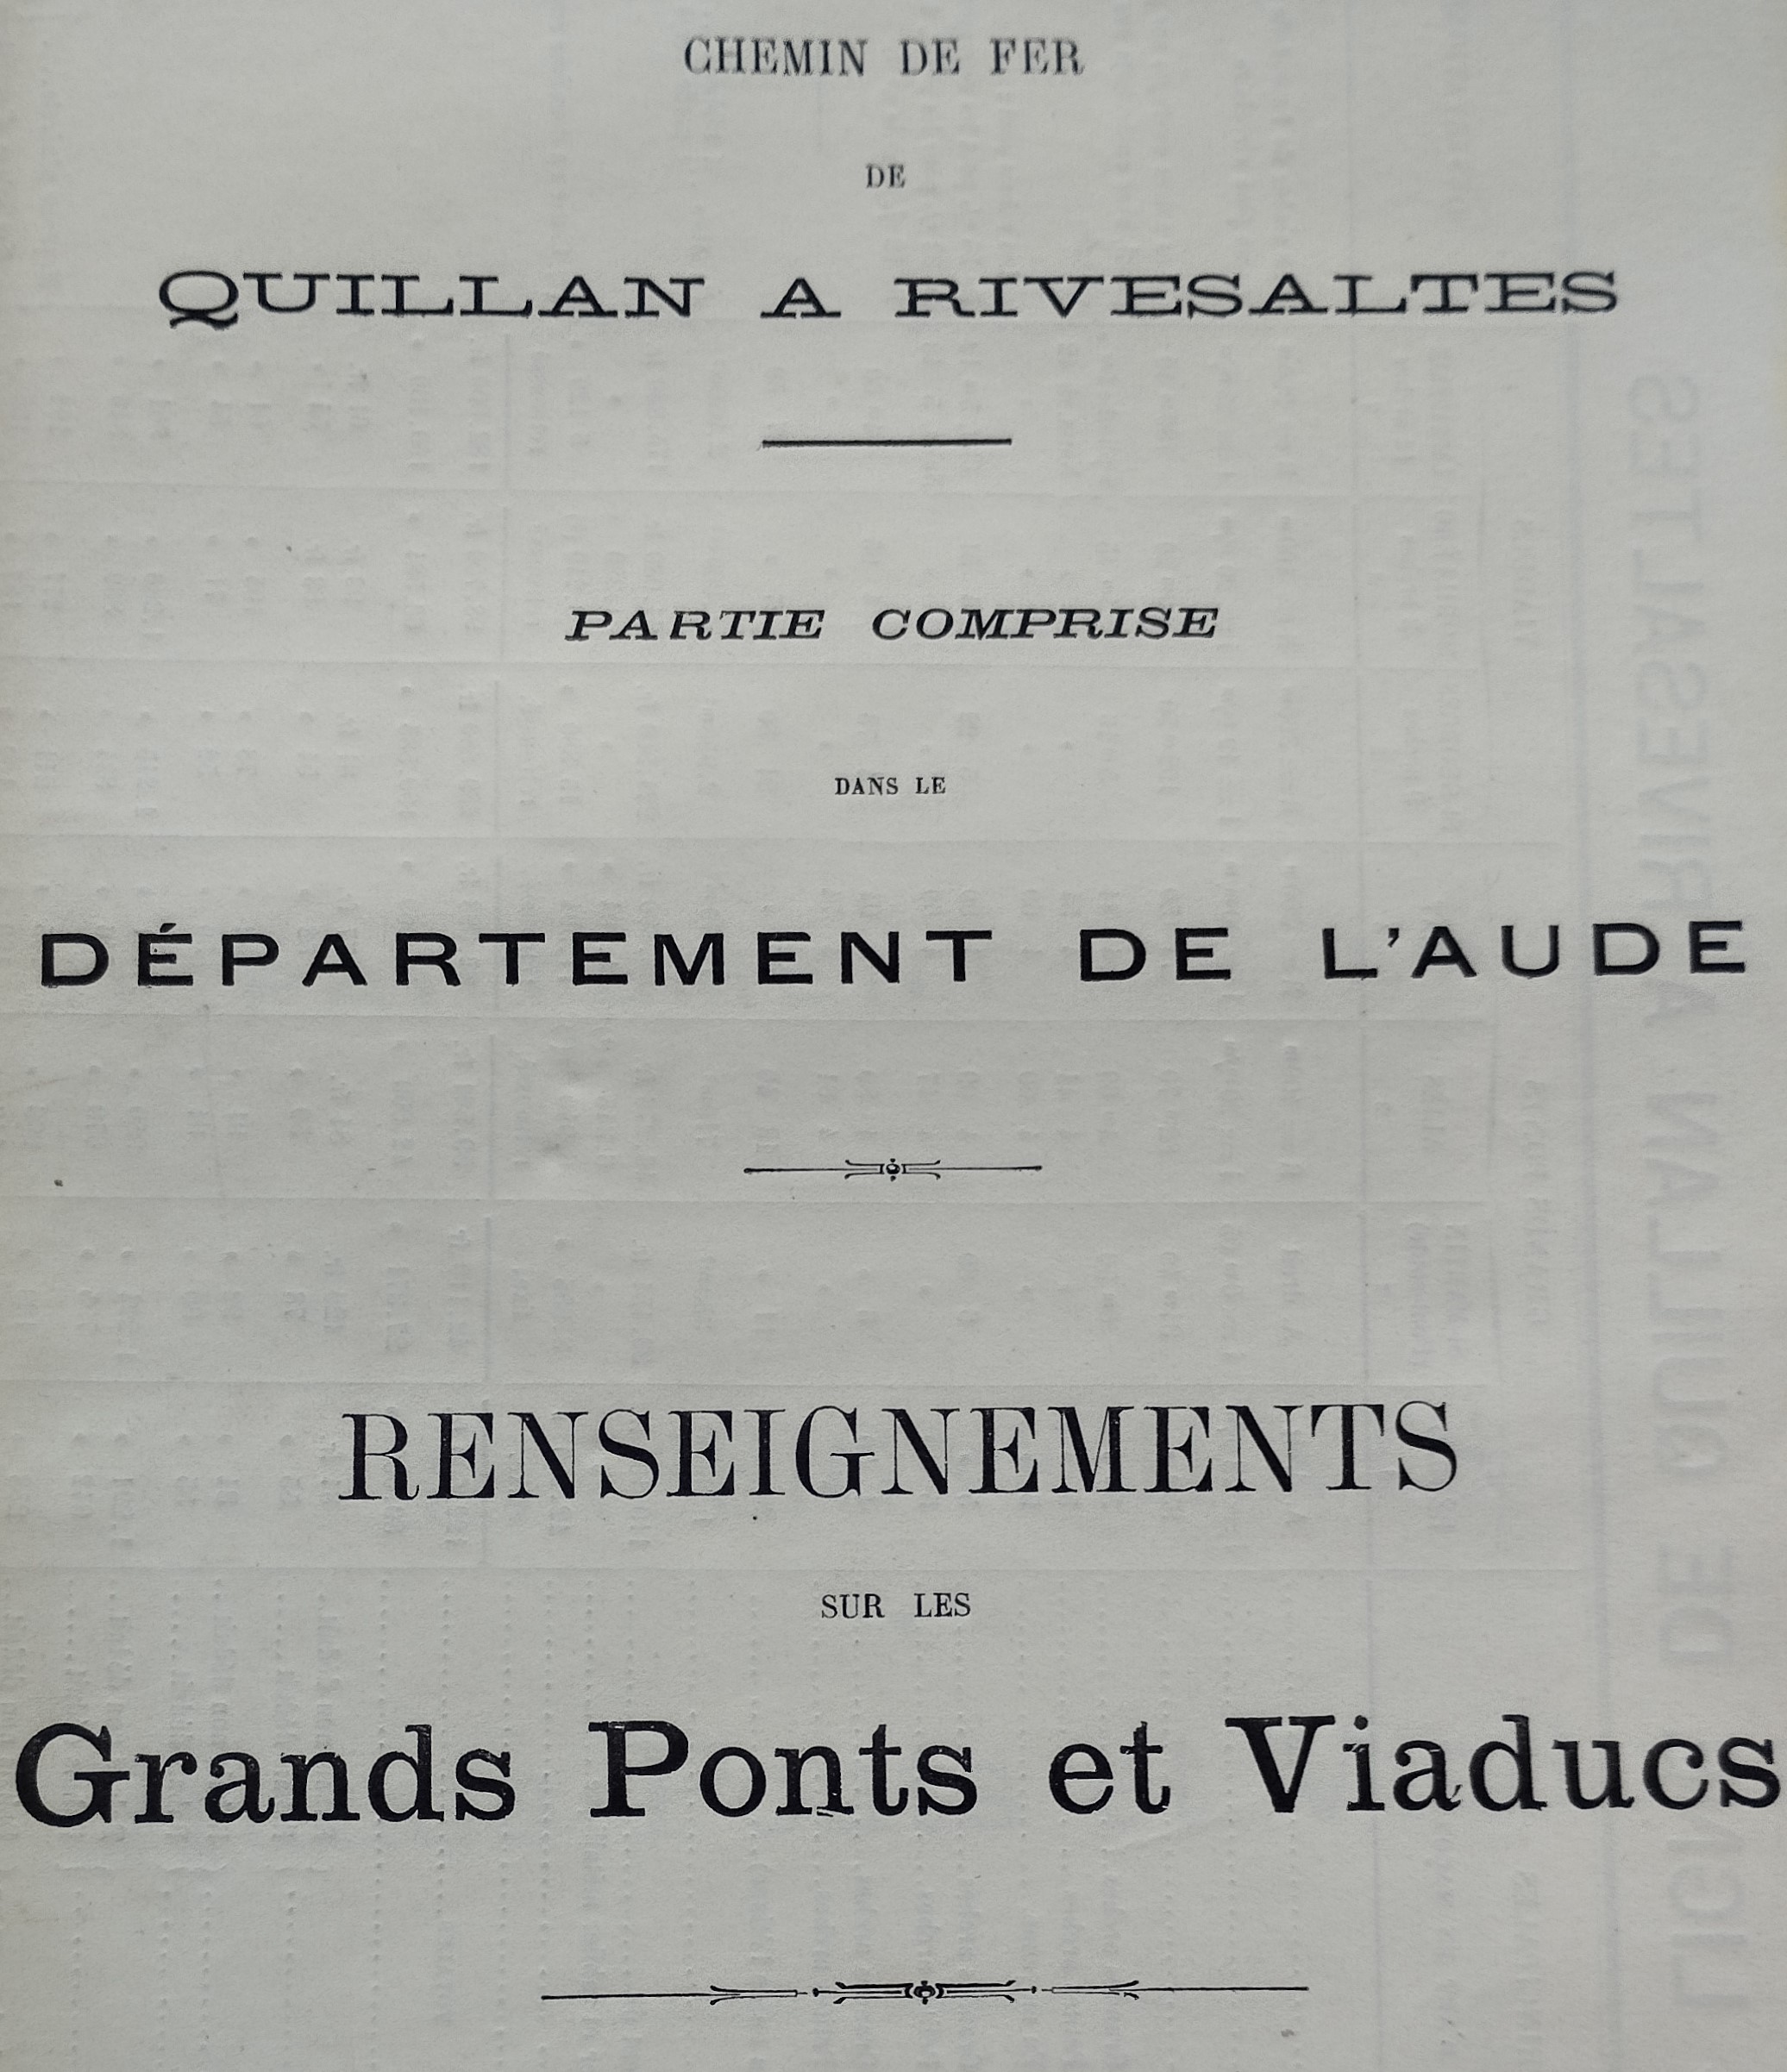 CHEMIN DE FER
DE
QUILLAN A RIVESALTES
PARTIE COMPRISE
DANS LE
DÉPARTEMENT DE L'AUDE
RENSEIGNEMENTS
SUR LES
Grands Ponts et Viaducs